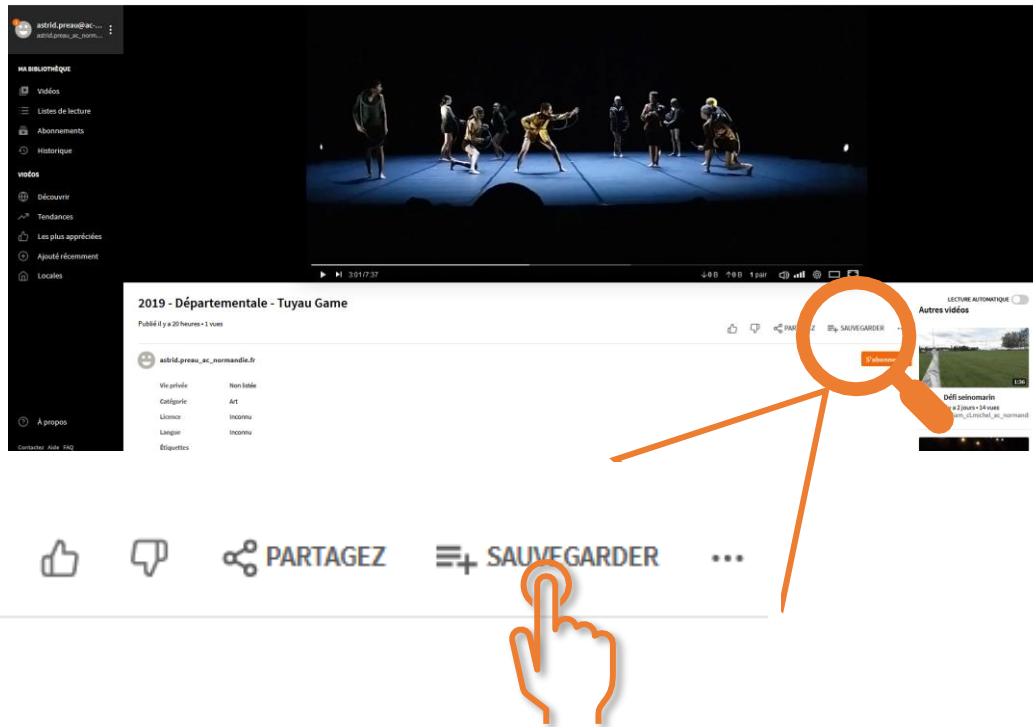 astrid.preau@ac-...
astrid.preau_ac_norm...
MA BIBLIOTHÈQUE
Vidéos
Listes de lecture
Abonnements
Historique
VIDÉOS
Découvrir
Tendances
Les plus appréciées
Ajouté récemment
Locales
À propos
Contactez Aide FAQ
3:01/7:37
↓0 B ↑0 B 1 pair
2019 - Départementale - Tuyau Game
Publié il y a 20 heures • 1 vues
SAUVEGARDER
astrid.preau_ac_normandie.fr
Vie privée Non listée
Catégorie Art
Licence Inconnu
Langue Inconnu
Étiquettes
LECTURE AUTOMATIQUE
Autres vidéos
1:36
Défi seinomarin
a 2 jours • 14 vues
PARTAGEZ SAUVEGARDER ...